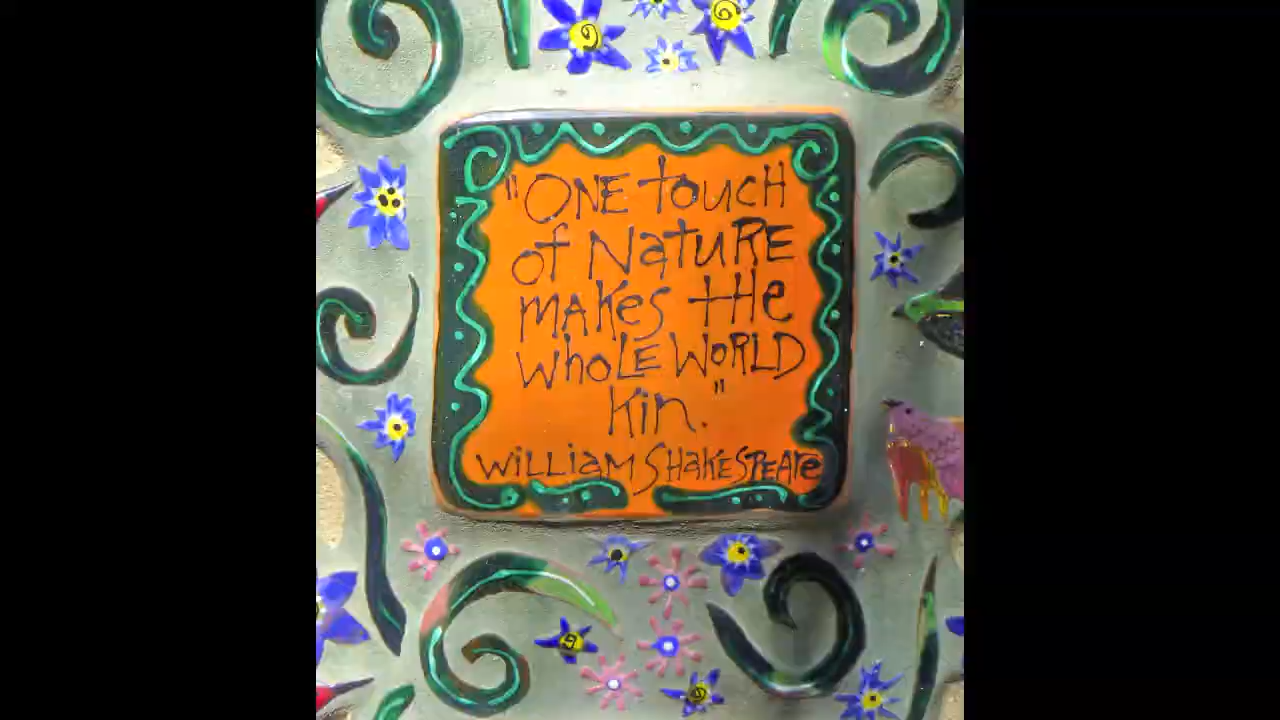 "ONE touCH
of NatuRE
makes tHe
WhoLE WORLD
Kin."
WiLLiaM SHakESPEAre